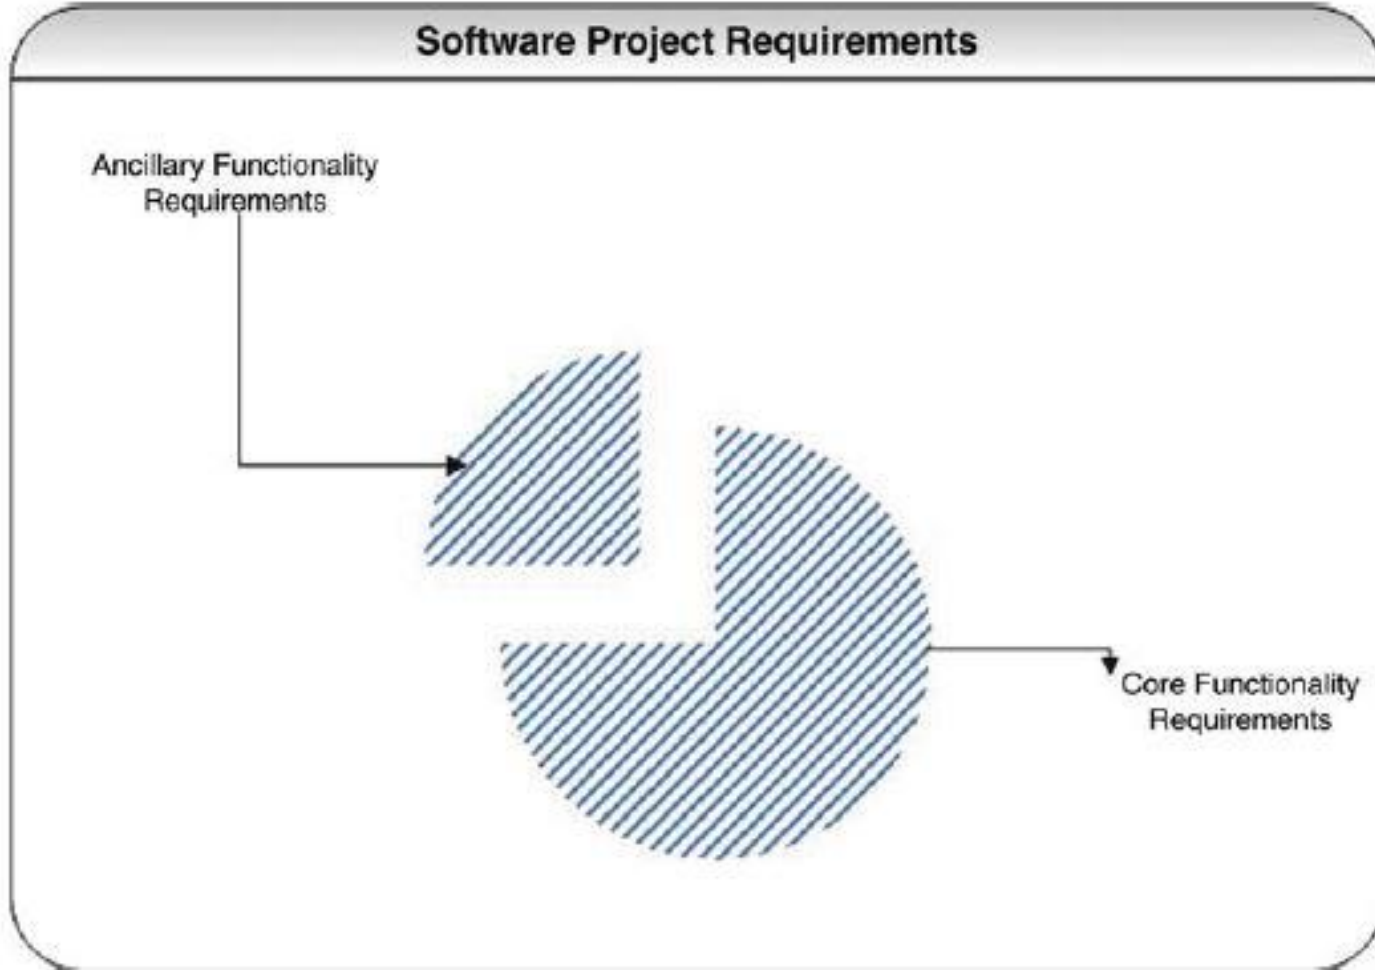 Software Project Requirements
Ancillary Functionality
Requirements
Core Functionality
Requirements